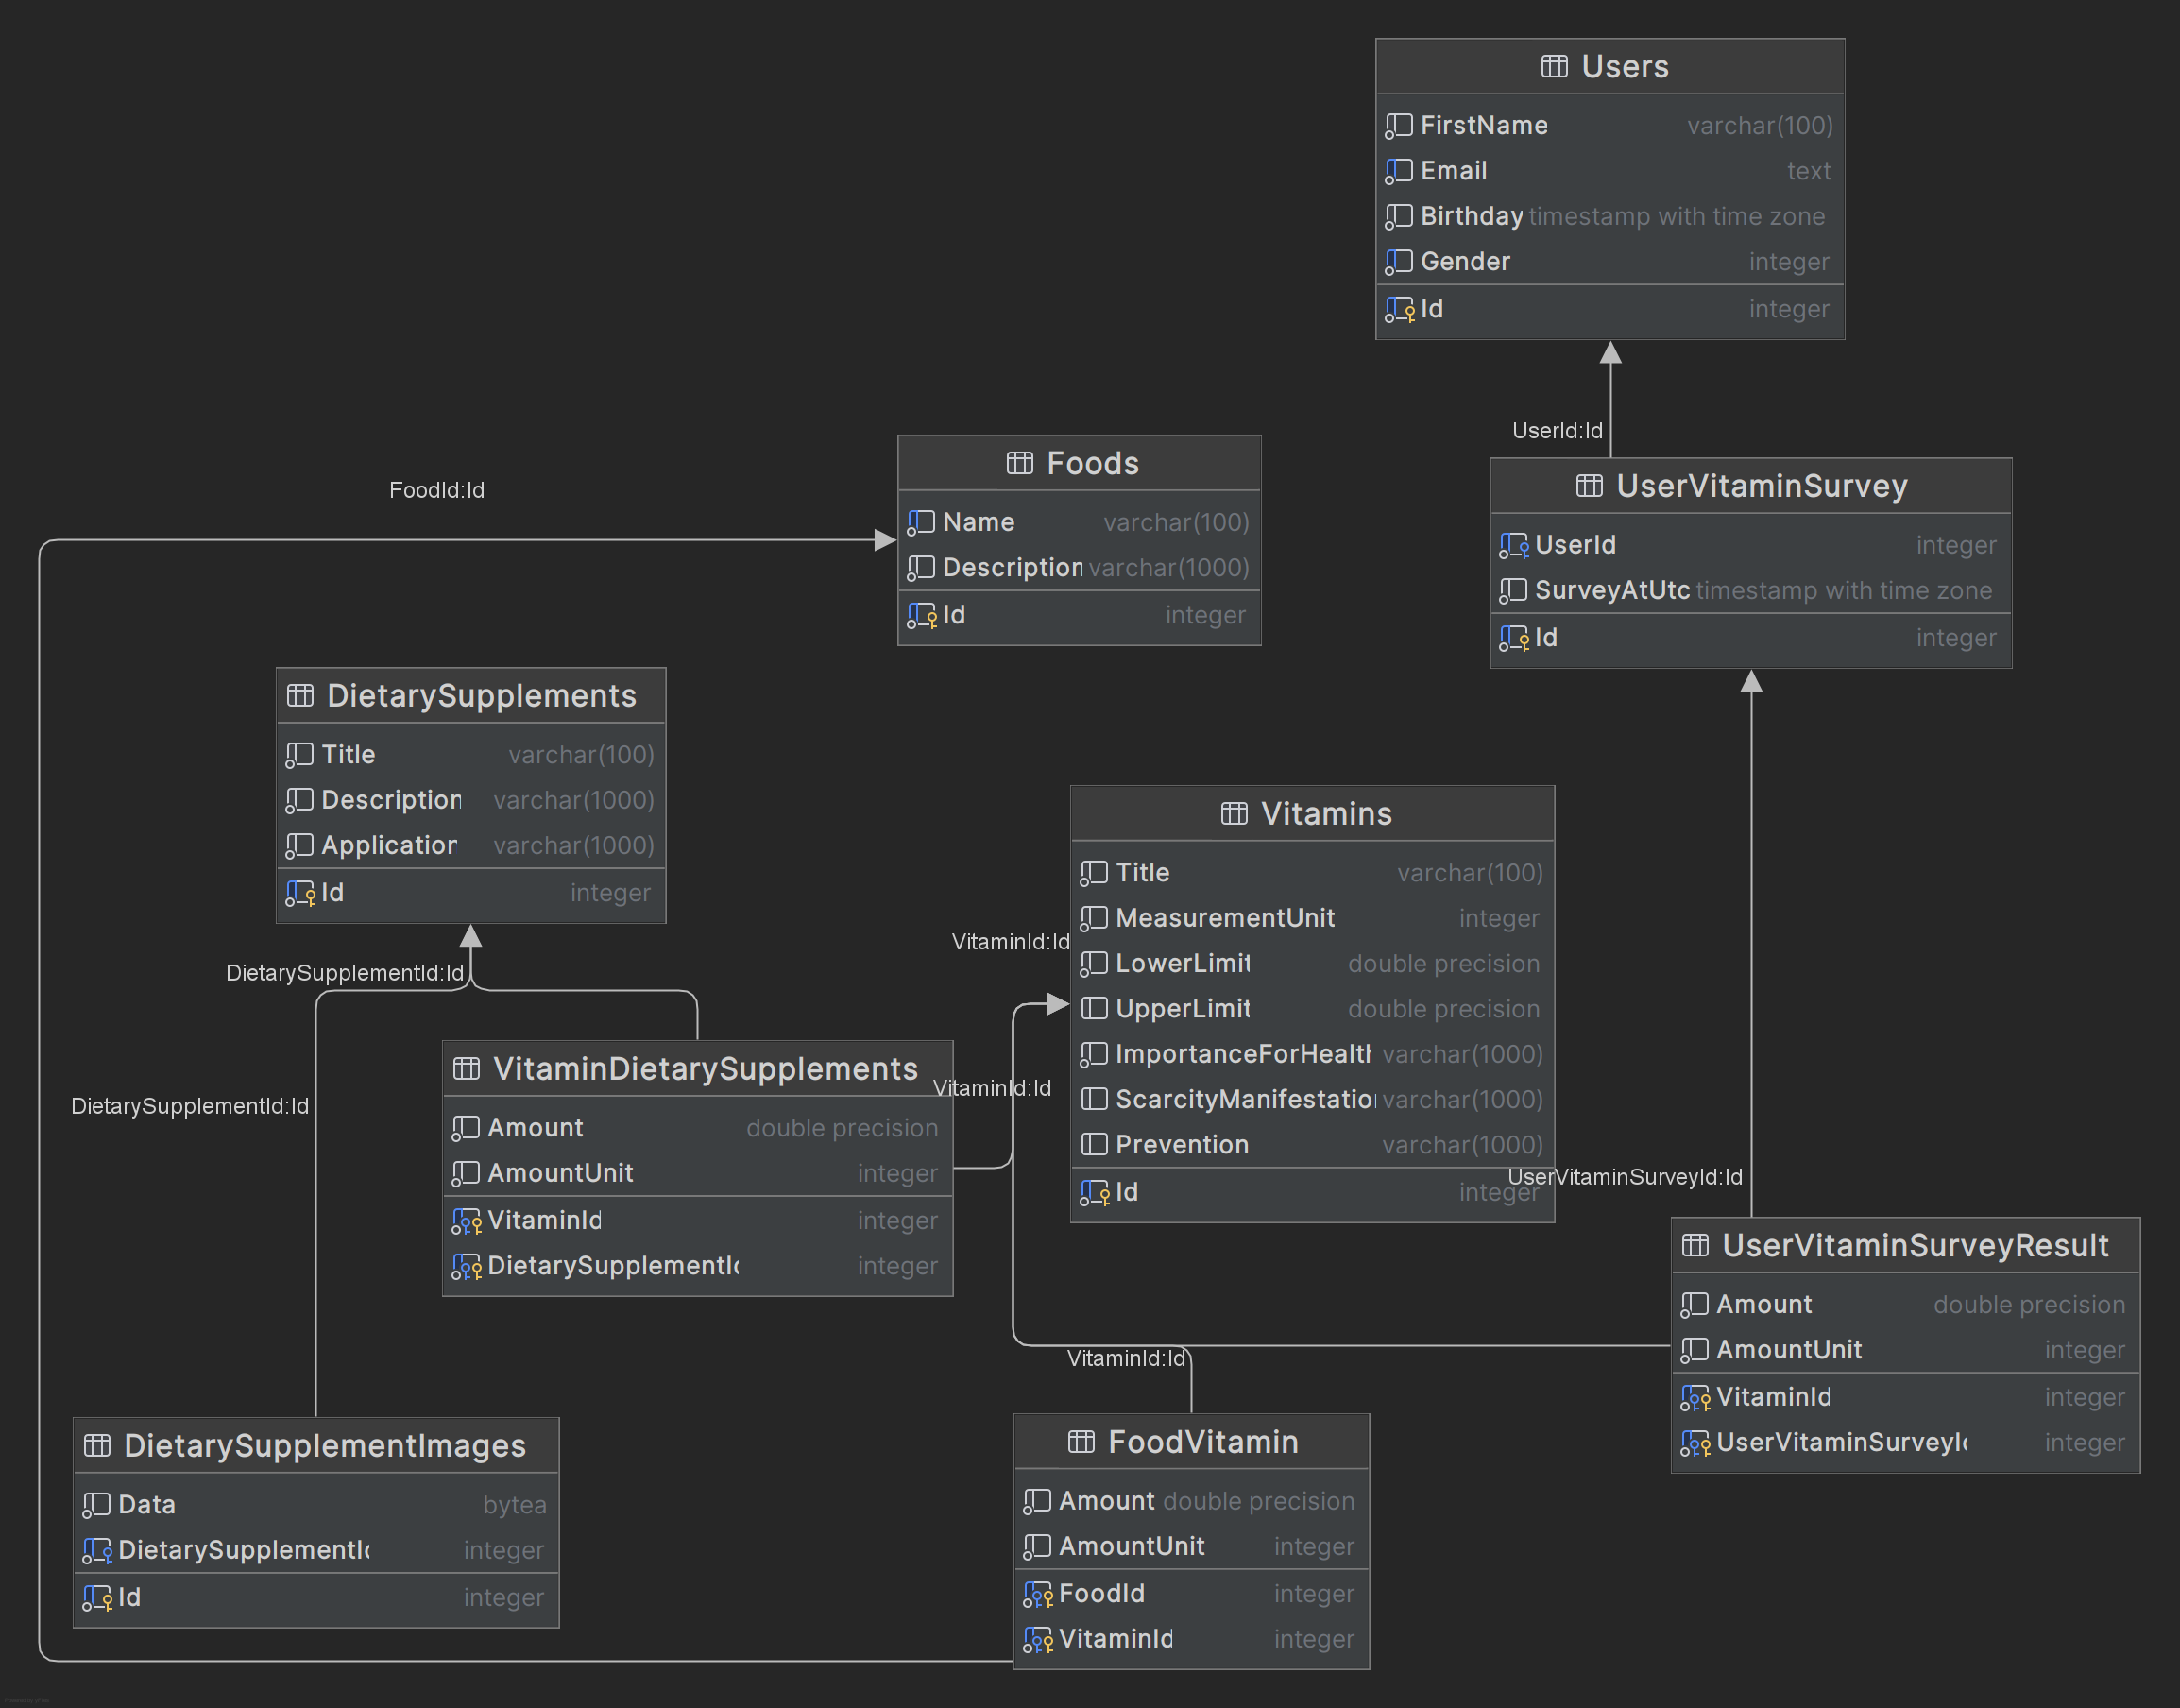 Users
FirstName varchar(100)
Email text
Birthday timestamp with time zone
Gender integer
Id integer
UserId:Id
UserVitaminSurvey
UserId integer
SurveyAtUtc timestamp with time zone
Id integer
FoodId:Id
Foods
Name varchar(100)
Description varchar(1000)
Id integer
DietarySupplements
Title varchar(100)
Description varchar(1000)
Application varchar(1000)
Id integer
DietarySupplementId:Id
DietarySupplementId:Id
VitaminDietarySupplements
Amount double precision
AmountUnit integer
VitaminId integer
DietarySupplementId integer
VitaminId:Id
VitaminId:Id
Vitamins
Title varchar(100)
MeasurementUnit integer
LowerLimit double precision
UpperLimit double precision
ImportanceForHealth varchar(1000)
ScarcityManifestation varchar(1000)
Prevention varchar(1000)
Id integer
UserVitaminSurveyId:Id
UserVitaminSurveyResult
Amount double precision
AmountUnit integer
VitaminId integer
UserVitaminSurveyId integer
VitaminId:Id
DietarySupplementImages
Data bytea
DietarySupplementId integer
Id integer
FoodVitamin
Amount double precision
AmountUnit integer
FoodId integer
VitaminId integer